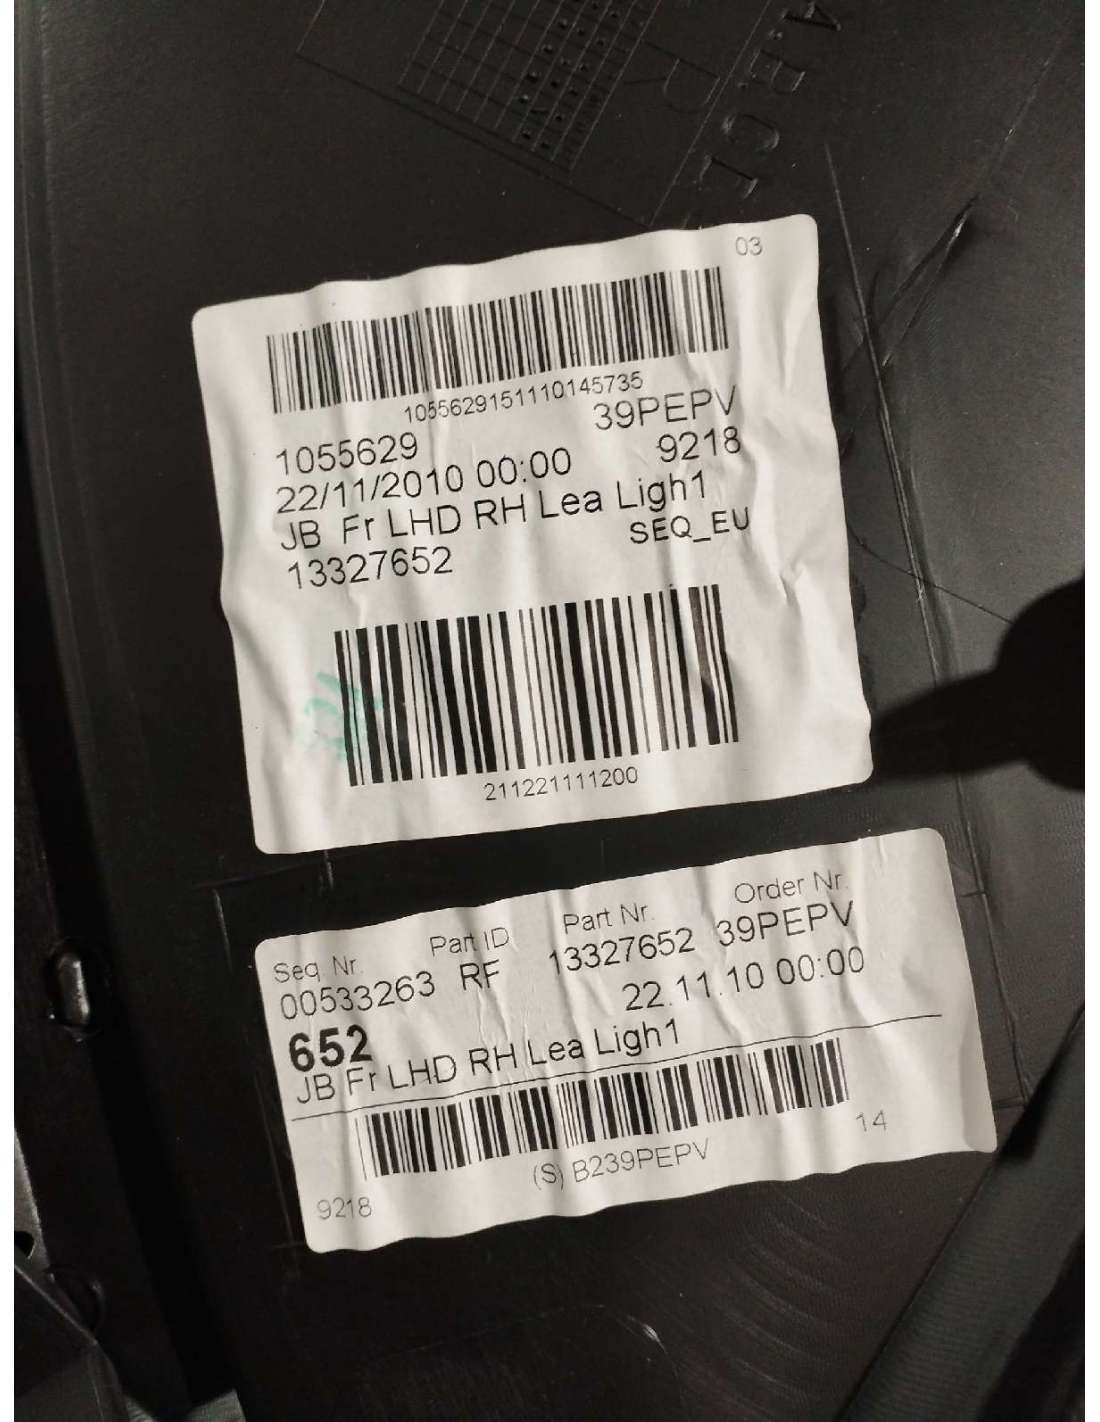 03
1055629151110145735
1055629 39PEPV
22/11/2010 00:00 9218
JB Fr LHD RH Lea Ligh1
13327652 SEQ_EU
211221111200
Seq. Nr. Part ID Part Nr. Order Nr.
00533263 RF 13327652 39PEPV
652 22.11.10 00:00
JB Fr LHD RH Lea Ligh1
(S) B239PEPV 14
9218